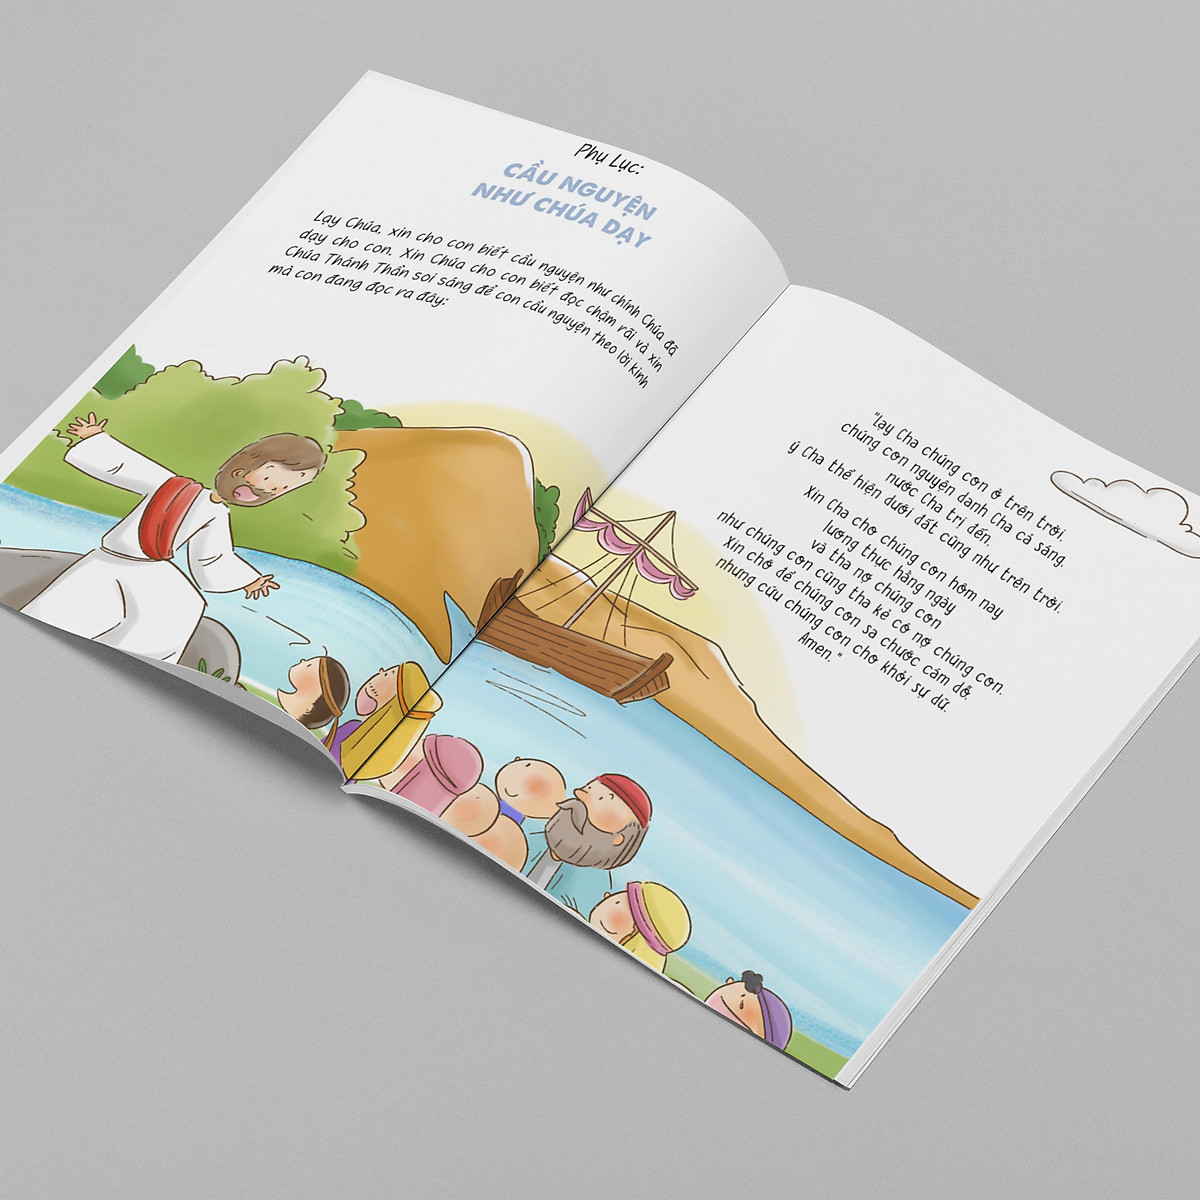 Phụ Lục:
CẦU NGUYỆN
NHƯ CHÚA DẠY
Lạy Chúa, xin cho con biết cầu nguyện như chính Chúa đã
dạy cho con. Xin Chúa cho con biết đọc chậm rãi và xin
Chúa Thánh Thần soi sáng để con cầu nguyện theo lời kinh
mà con đang đọc ra đây:
"Lạy Cha chúng con ở trên trời,
chúng con nguyện danh Cha cả sáng,
nước Cha trị đến,
ý Cha thể hiện dưới đất cũng như trên trời.
Xin Cha cho chúng con hôm nay
lương thực hằng ngày
và tha nợ chúng con
như chúng con cũng tha kẻ có nợ chúng con.
Xin chớ để chúng con sa chước cám dỗ,
nhưng cứu chúng con cho khỏi sự dữ.
Amen."